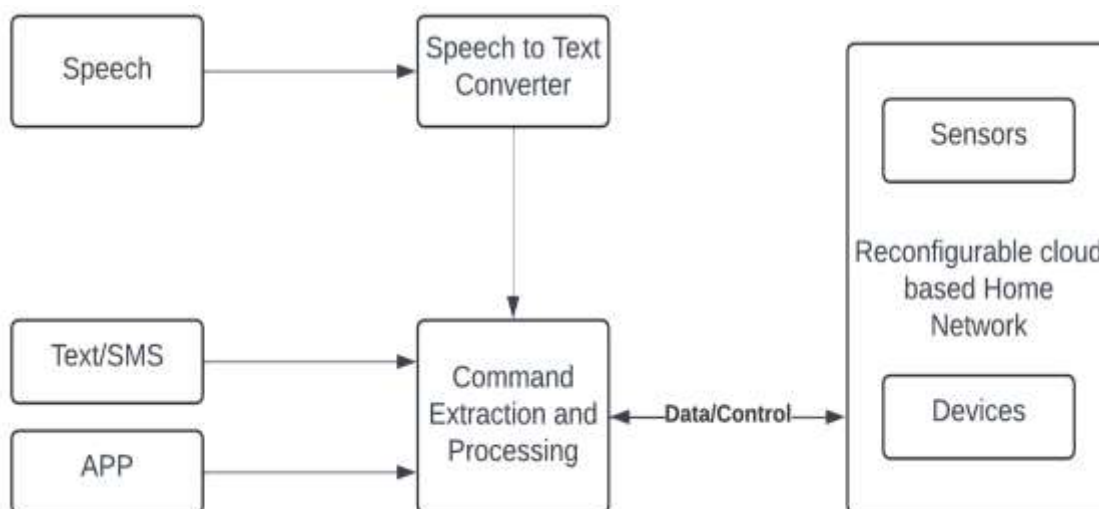 Speech
Speech to Text
Converter
Sensors
Reconfigurable cloud
based Home
Network
Text/SMS
Command
Extraction and
Processing
Data/Control
Devices
APP